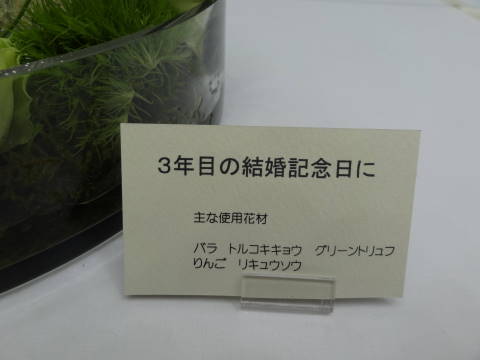 3年目の結婚記念日に
主な使用花材
バラ トルコキキョウ グリーントリュフ
りんご リキュウソウ